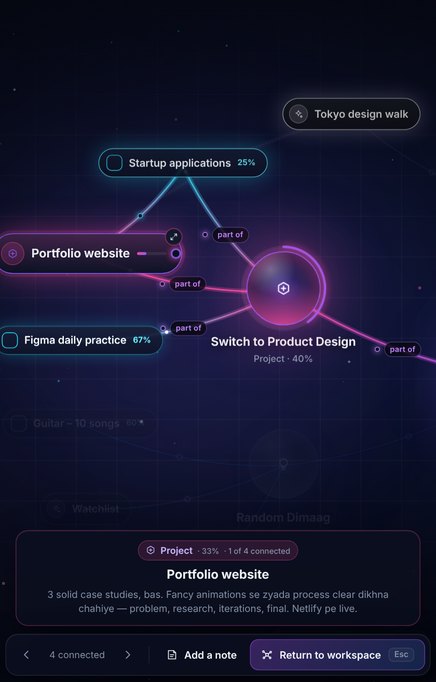 Tokyo design walk
Startup applications 25%
part of
Portfolio website
part of
part of
Figma daily practice 67%
Switch to Product Design
part of
Project · 40%
Guitar – 10 songs 60%
Watchlist
Random Dimaag
Project · 33% · 1 of 4 connected
Portfolio website
3 solid case studies, bas. Fancy animations se zyada process clear dikhna
chahiye — problem, research, iterations, final. Netlify pe live.
4 connected
Add a note
Return to workspace Esc